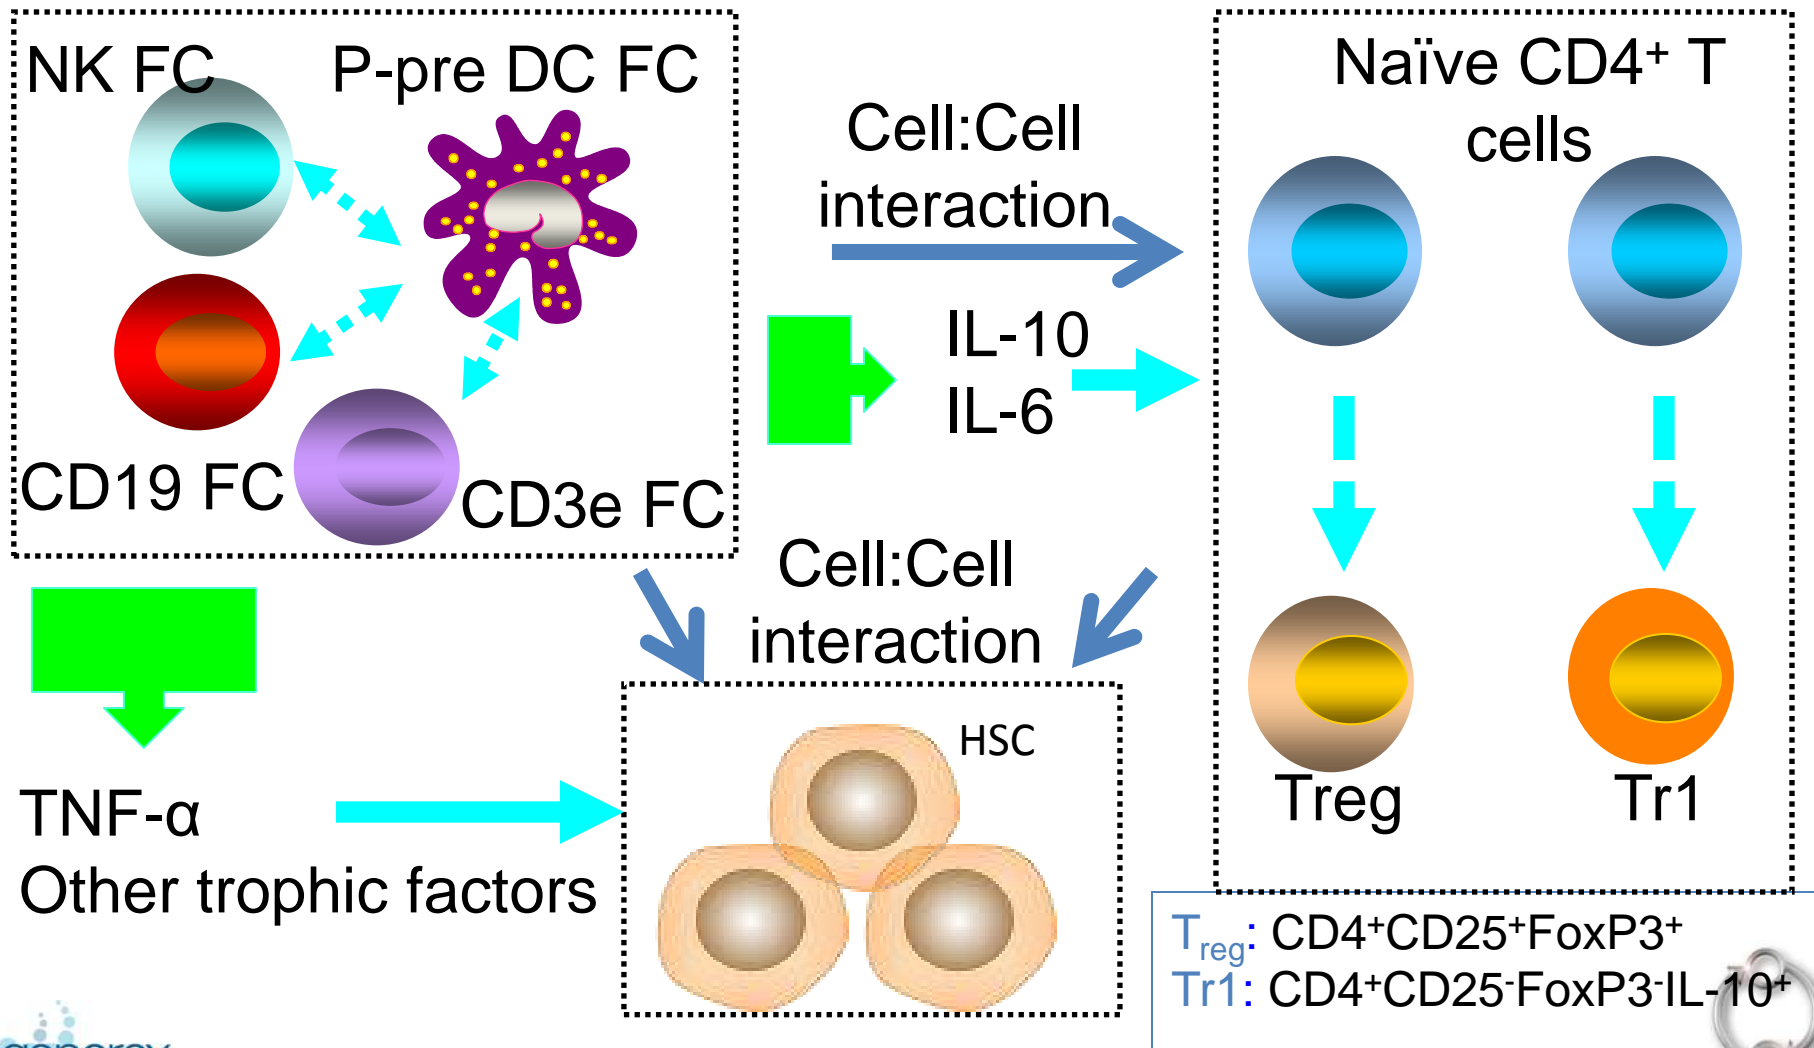 NK FC
P-pre DC FC
CD19 FC
CD3e FC
Cell:Cell
interaction
IL-10
IL-6
Naïve CD4⁺ T
cells
Treg
Tr1
Cell:Cell
interaction
HSC
TNF-α
Other trophic factors
Treg: CD4⁺CD25⁺FoxP3⁺
Tr1: CD4⁺CD25⁻FoxP3⁻IL-10⁺